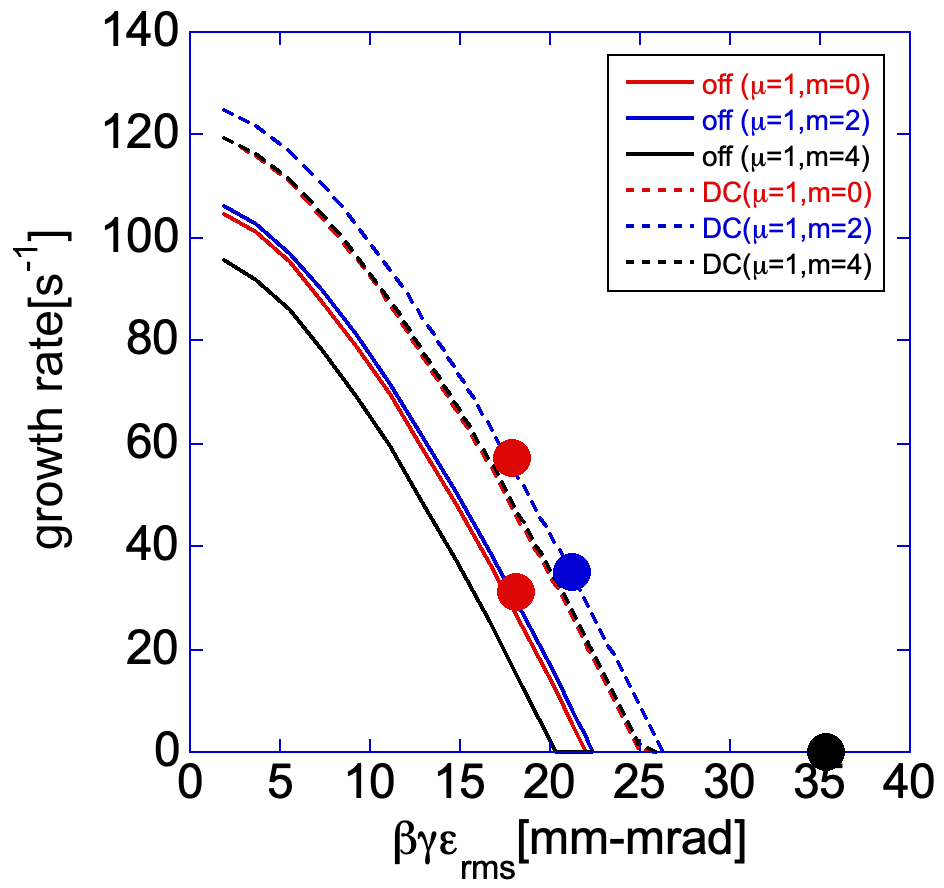 140
120
100
80
60
40
20
0
growth rate[s⁻¹]
off (μ=1,m=0)
off (μ=1,m=2)
off (μ=1,m=4)
DC(μ=1,m=0)
DC(μ=1,m=2)
DC(μ=1,m=4)
0 5 10 15 20 25 30 35 40
βγε_rms[mm-mrad]